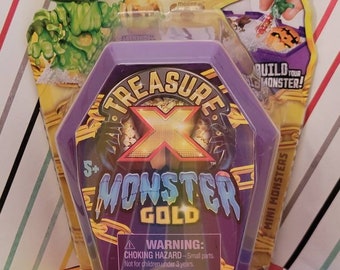 BUILD YOUR
MONSTER!
TREASURE
X
5+
MONSTER
GOLD
MINI MONSTERS
WARNING:
CHOKING HAZARD—Small parts.
Not for children under 3 years.